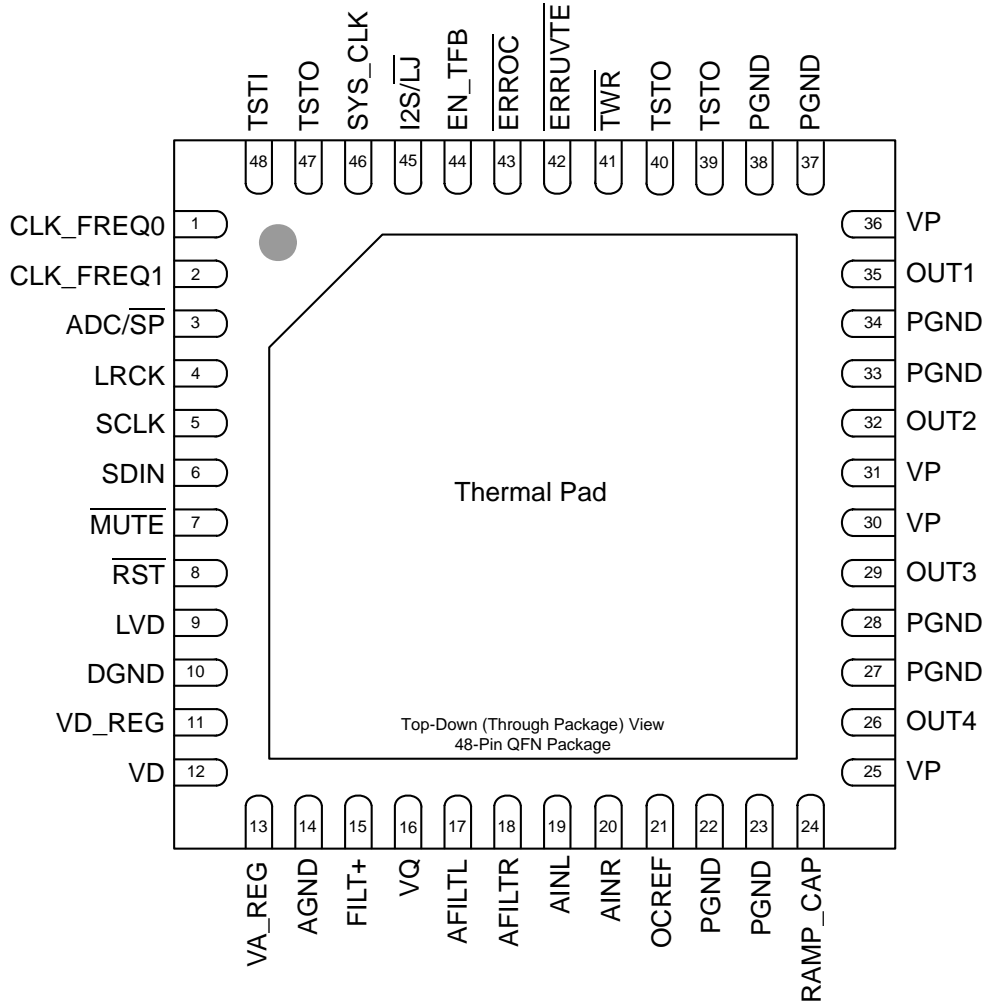 TSTI
TSTO
SYS_CLK
I2S/LJ
EN_TFB
ERROC
ERRUVTE
TWR
TSTO
TSTO
PGND
PGND
48 47 46 45 44 43 42 41 40 39 38 37
CLK_FREQ0 1
CLK_FREQ1 2
ADC/SP 3
LRCK 4
SCLK 5
SDIN 6
MUTE 7
RST 8
LVD 9
DGND 10
VD_REG 11
VD 12
36 VP
35 OUT1
34 PGND
33 PGND
32 OUT2
31 VP
30 VP
29 OUT3
28 PGND
27 PGND
26 OUT4
25 VP
Thermal Pad
Top-Down (Through Package) View
48-Pin QFN Package
13 14 15 16 17 18 19 20 21 22 23 24
VA_REG
AGND
FILT+
VQ
AFILTL
AFILTR
AINL
AINR
OCREF
PGND
PGND
RAMP_CAP